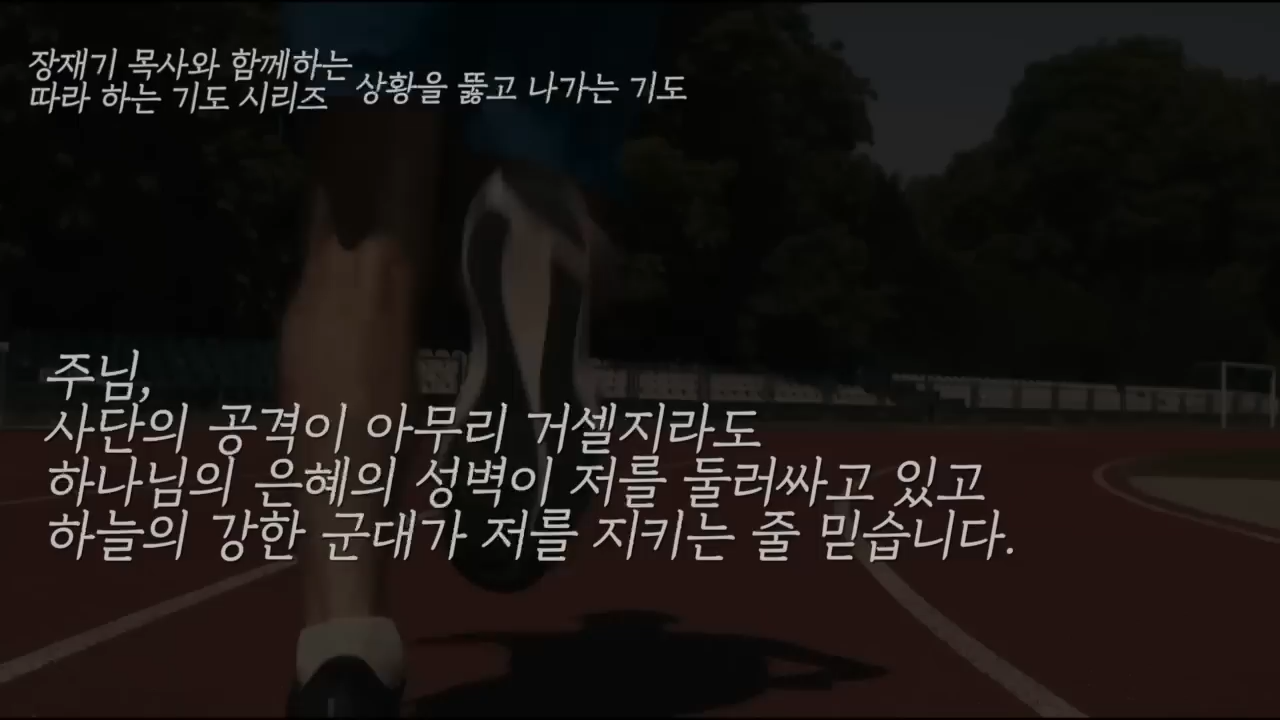 장재기 목사와 함께하는
따라 하는 기도 시리즈
상황을 뚫고 나가는 기도
주님,
사단의 공격이 아무리 거셀지라도
하나님의 은혜의 성벽이 저를 둘러싸고 있고
하늘의 강한 군대가 저를 지키는 줄 믿습니다.